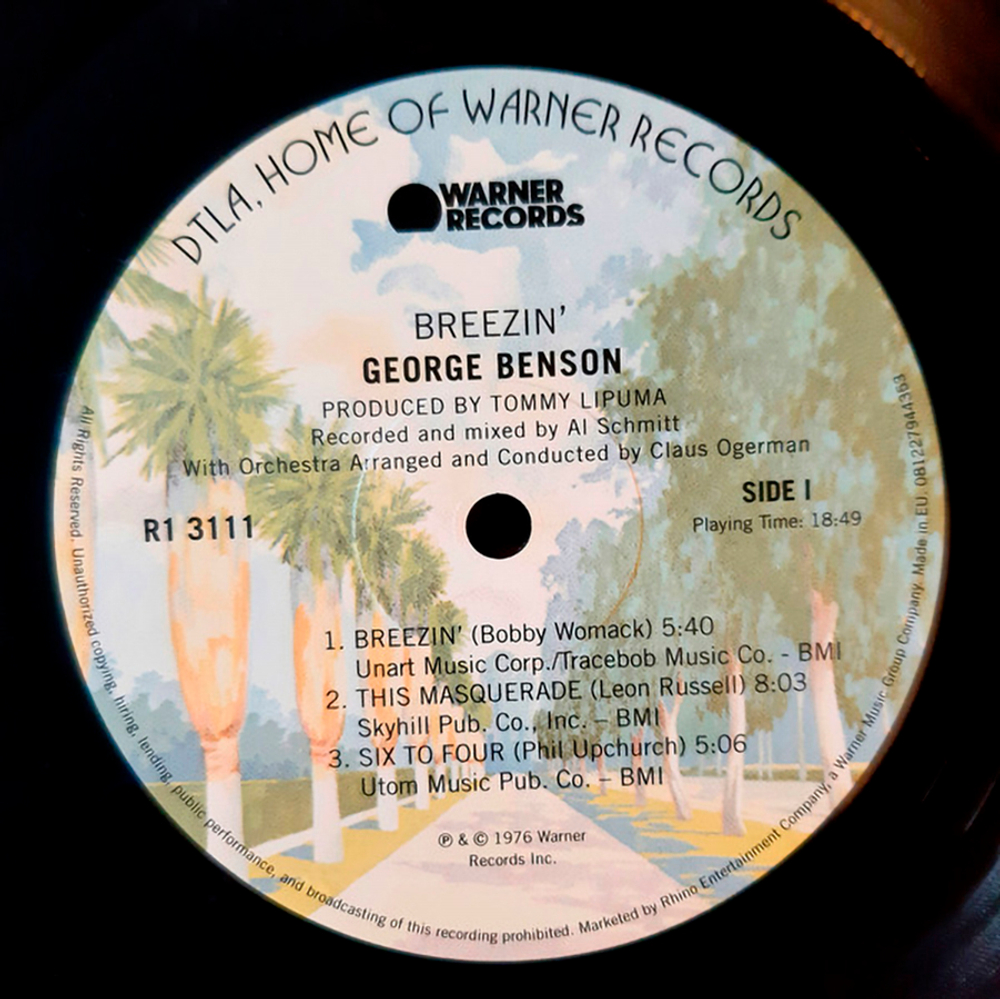 DTLA, HOME OF WARNER RECORDS
WARNER
RECORDS
BREEZIN'
GEORGE BENSON
PRODUCED BY TOMMY LIPUMA
Recorded and mixed by Al Schmitt
With Orchestra Arranged and Conducted by Claus Ogerman
SIDE I
R1 3111
Playing Time: 18:49
1. BREEZIN' (Bobby Womack) 5:40
Unart Music Corp./Tracebob Music Co. - BMI
2. THIS MASQUERADE (Leon Russell) 8:03
Skyhill Pub. Co., Inc. – BMI
3. SIX TO FOUR (Phil Upchurch) 5:06
Utom Music Pub. Co. – BMI
℗ & © 1976 Warner
Records Inc.
All Rights Reserved. Unauthorized copying, hiring, lending, public performance, and broadcasting of this recording prohibited. Marketed by Rhino Entertainment Company, a Warner Music Group Company. Made in EU. 081227944363